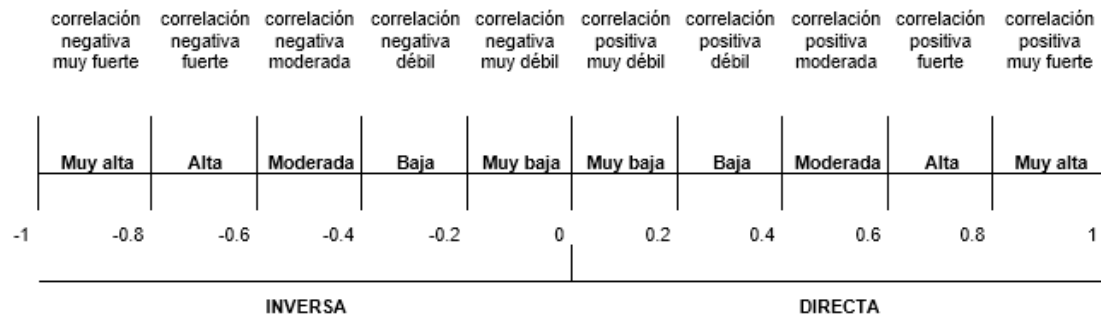 correlación correlación correlación correlación correlación correlación correlación correlación correlación correlación
negativa negativa negativa negativa negativa positiva positiva positiva positiva positiva
muy fuerte fuerte moderada débil muy débil muy débil débil moderada fuerte muy fuerte
Muy alta Alta Moderada Baja Muy baja Muy baja Baja Moderada Alta Muy alta
-1 -0.8 -0.6 -0.4 -0.2 0 0.2 0.4 0.6 0.8 1
INVERSA DIRECTA